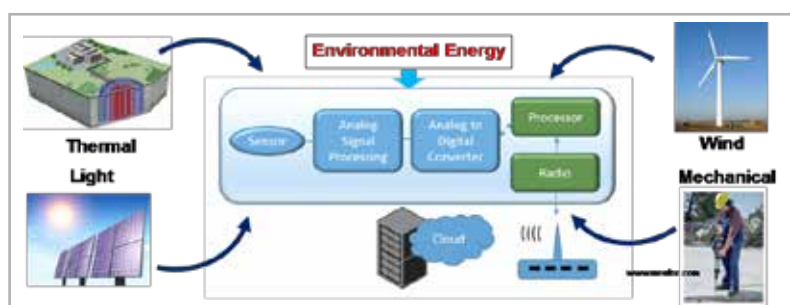 Environmental Energy
Thermal
Light
Wind
Mechanical
Sensor
Analog
Signal
Processing
Analog to
Digital
Converter
Processor
Radio
Cloud